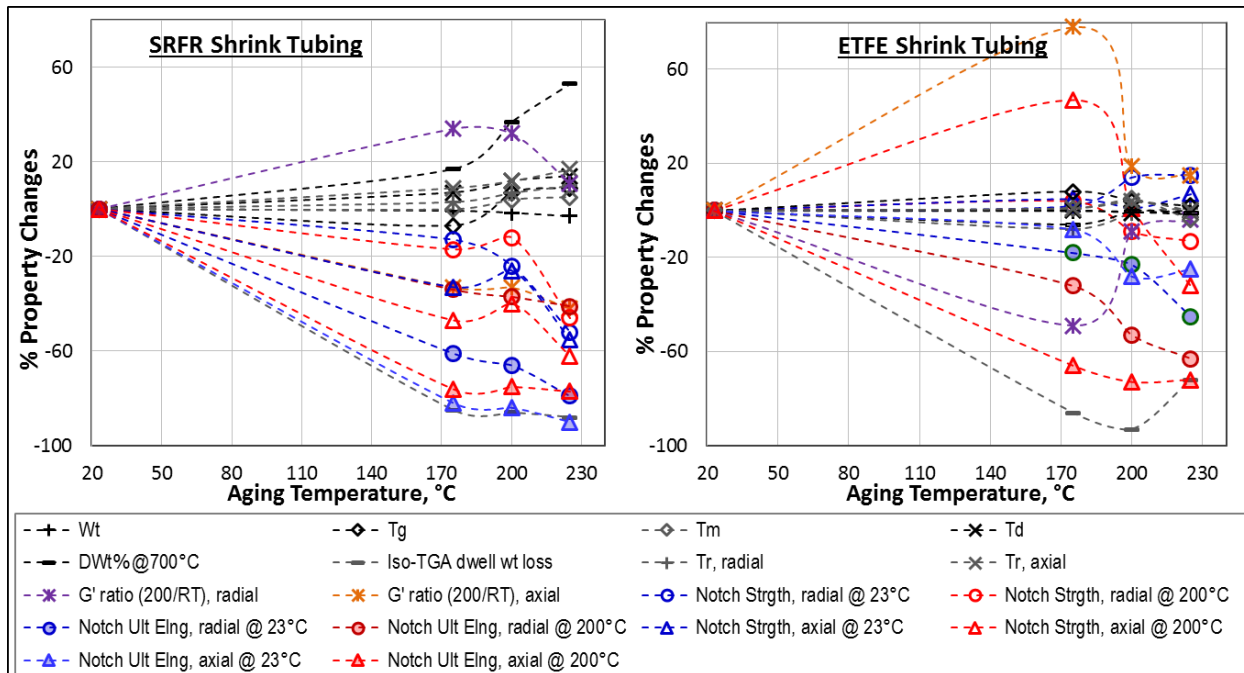 SRFR Shrink Tubing
ETFE Shrink Tubing
% Property Changes
60
20
-20
-60
-100
20 50 80 110 140 170 200 230
Aging Temperature, °C
% Property Changes
60
20
-20
-60
-100
20 50 80 110 140 170 200 230
Aging Temperature, °C
Wt Tg Tm Td
DWt% @700°C Iso-TGA dwell wt loss Tr, radial Tr, axial
G' ratio (200/RT), radial G' ratio (200/RT), axial Notch Strgth, radial @ 23°C Notch Strgth, radial @ 200°C
Notch Ult Elng, radial @ 23°C Notch Ult Elng, radial @ 200°C Notch Strgth, axial @ 23°C Notch Strgth, axial @ 200°C
Notch Ult Elng, axial @ 23°C Notch Ult Elng, axial @ 200°C